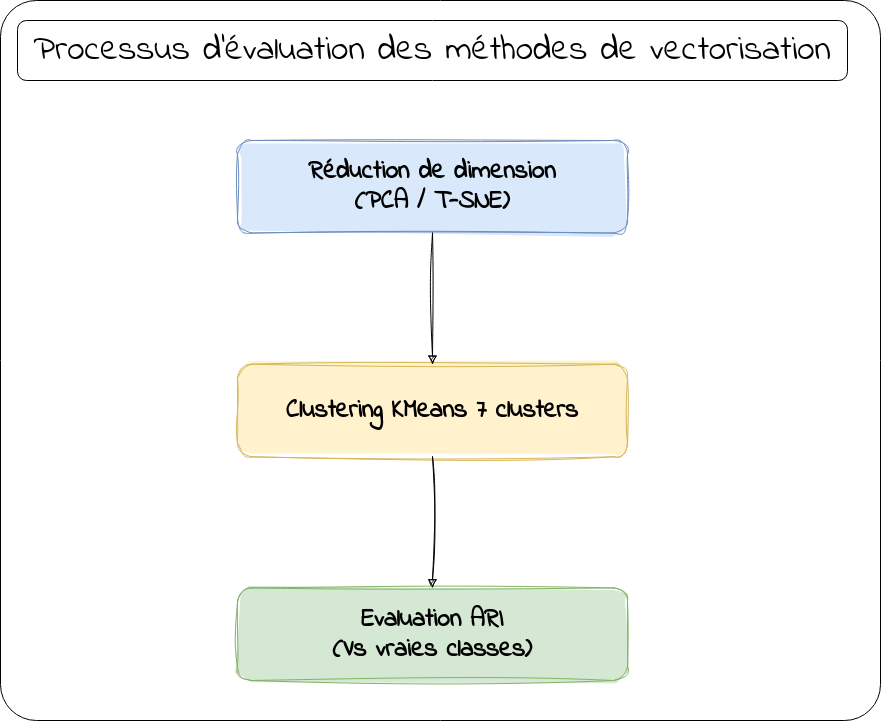 Processus d'évaluation des méthodes de vectorisation
Réduction de dimension
(PCA / T-SNE)
Clustering KMeans 7 clusters
Evaluation ARI
(Vs vraies classes)